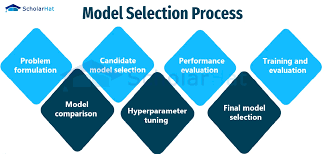 ScholarHat
Model Selection Process
Problem
formulation
Candidate
model selection
Performance
evaluation
Training and
evaluation
Model
comparison
Hyperparameter
tuning
Final model
selection